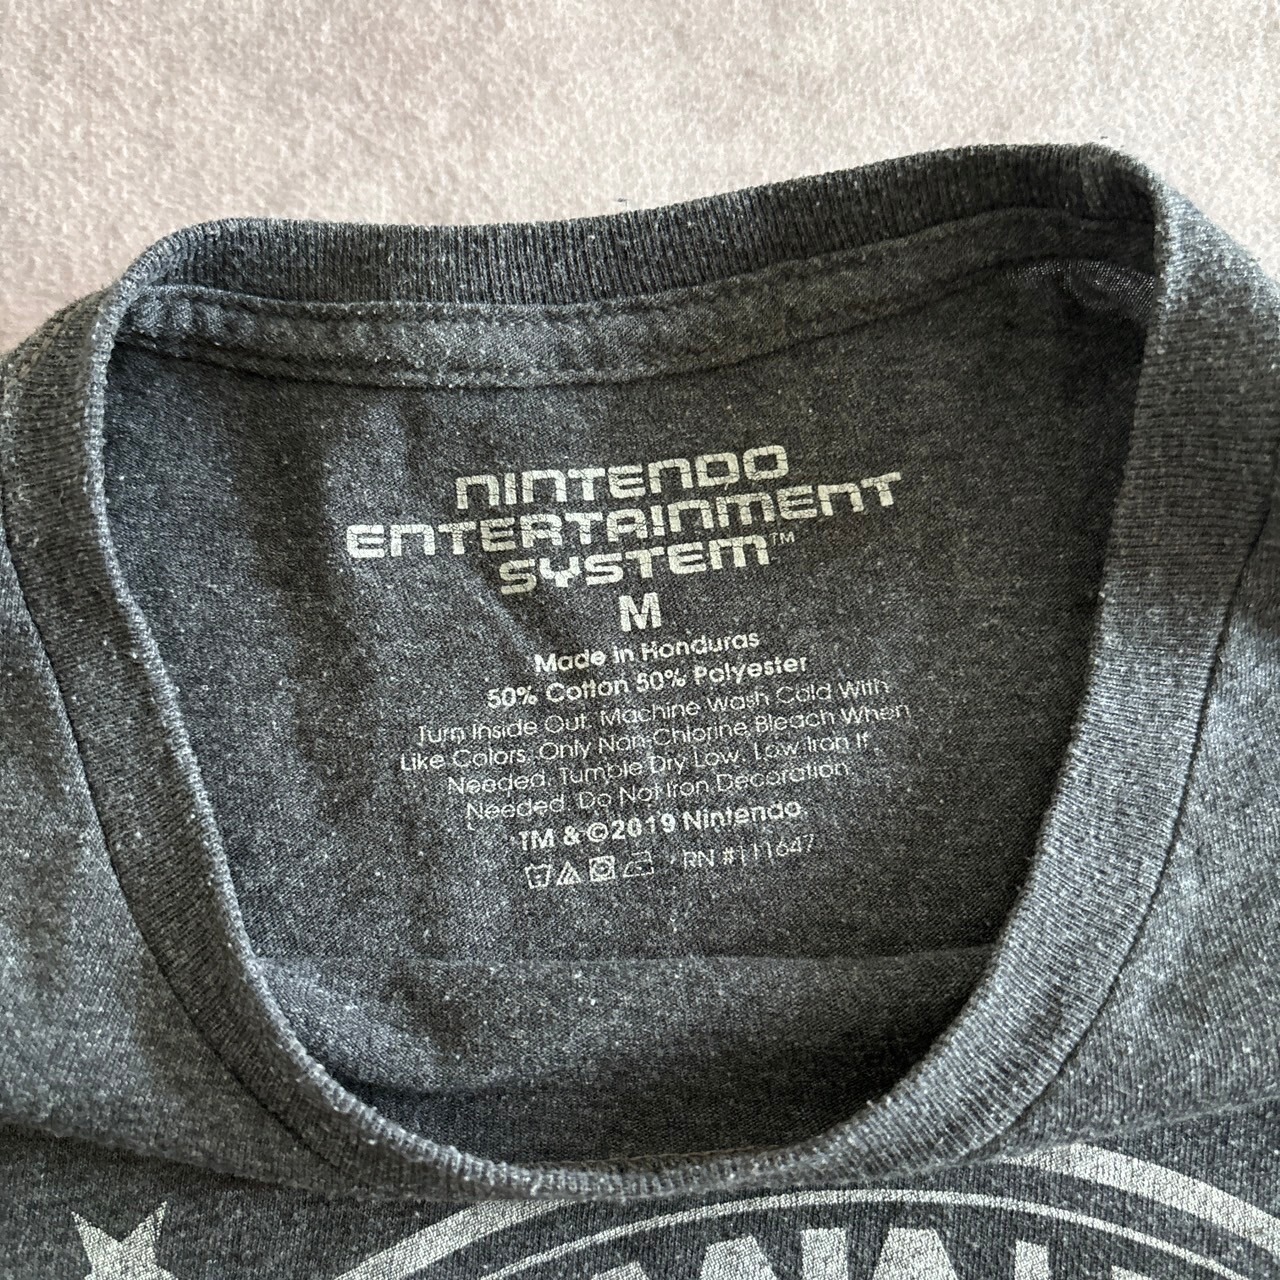 NINTENDO
ENTERTAINMENT
SYSTEM™
M
Made in Honduras
50% Cotton 50% Polyester
Turn Inside Out. Machine Wash Cold With
Like Colors. Only Non-Chlorine Bleach When
Needed. Tumble Dry Low. Low Iron If
Needed. Do Not Iron Decoration.
TM & ©2019 Nintendo.
RN #111647